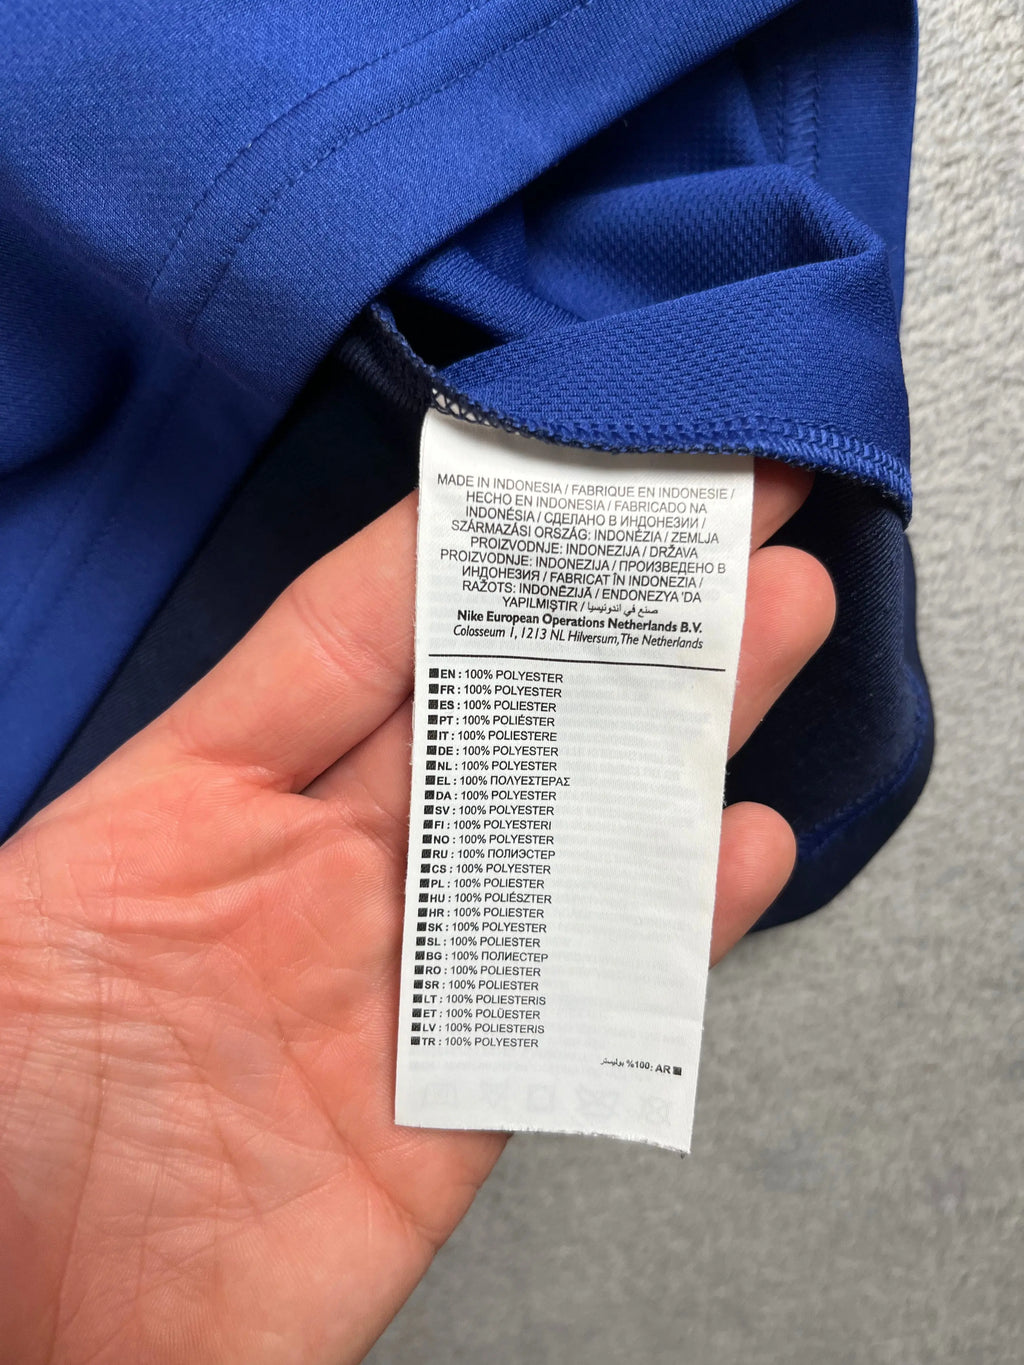 MADE IN INDONESIA / FABRIQUE EN INDONESIE /
HECHO EN INDONESIA / FABRICADO NA
INDONÉSIA / СДЕЛАНО В ИНДОНЕЗИИ /
SZÁRMAZÁSI ORSZÁG: INDONÉZIA / ZEMLJA
PROIZVODNJE: INDONEZIJA / DRŽAVA
PROIZVODNJE: INDONEZIJA / ПРОИЗВЕДЕНО В
ИНДОНЕЗИЯ / FABRICAT ÎN INDONEZIA /
RAŽOTS: INDONĒZIJĀ / ENDONEZYA 'DA
YAPILMIŞTIR / صنع في اندونيسيا
Nike European Operations Netherlands B.V.
Colosseum 1, 1213 NL Hilversum, The Netherlands
EN : 100% POLYESTER
FR : 100% POLYESTER
ES : 100% POLIESTER
PT : 100% POLIÉSTER
IT : 100% POLIESTERE
DE : 100% POLYESTER
NL : 100% POLYESTER
EL : 100% ΠΟΛΥΕΣΤΕΡΑΣ
DA : 100% POLYESTER
SV : 100% POLYESTER
FI : 100% POLYESTERI
NO : 100% POLYESTER
RU : 100% ПОЛИЭСТЕР
CS : 100% POLYESTER
PL : 100% POLIESTER
HU : 100% POLIÉSZTER
HR : 100% POLIESTER
SK : 100% POLYESTER
SL : 100% POLIESTER
BG : 100% ПОЛИЕСТЕР
RO : 100% POLIESTER
SR : 100% POLIESTER
LT : 100% POLIESTERIS
ET : 100% POLÜESTER
LV : 100% POLIESTERIS
TR : 100% POLYESTER
AR :100% بوليستر